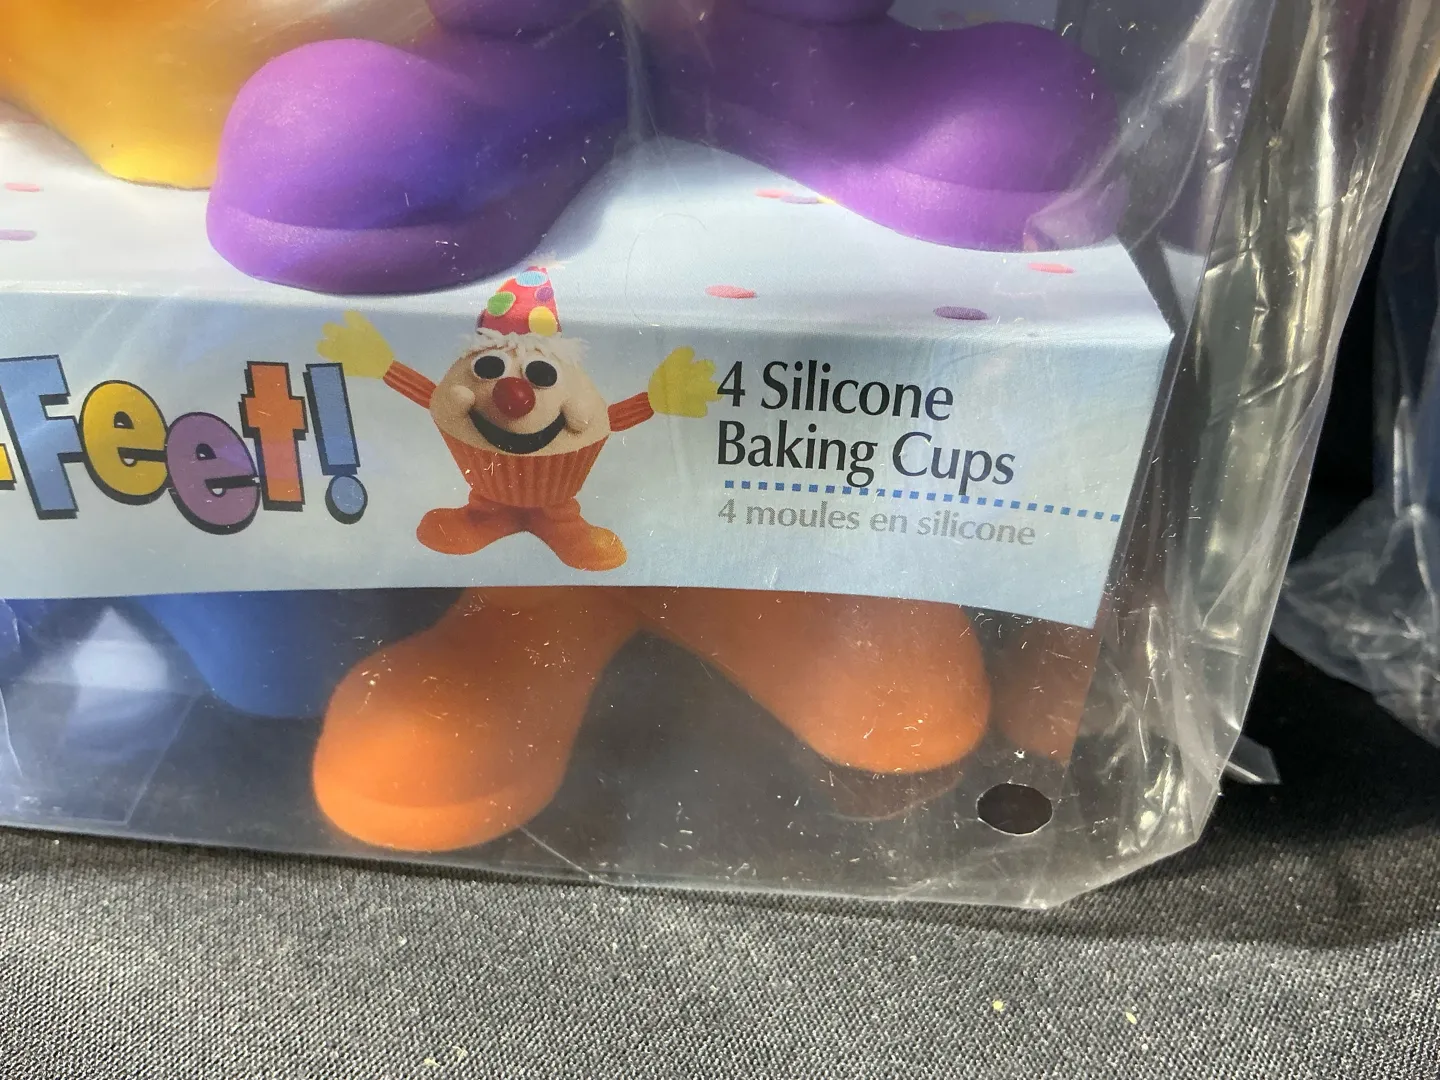 -Feet!
4 Silicone
Baking Cups
4 moules en silicone